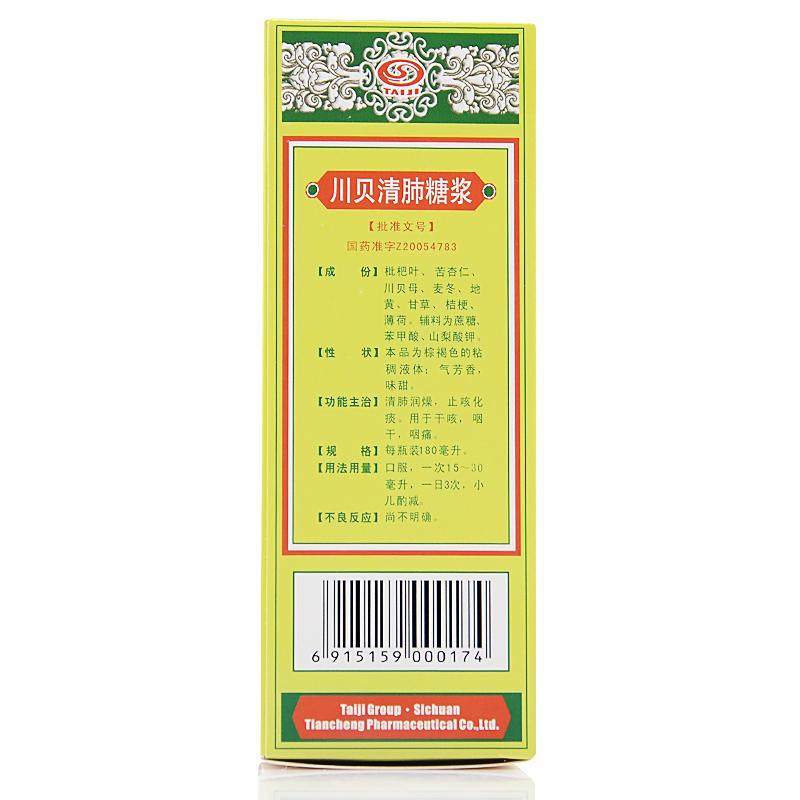 TAIJI
川贝清肺糖浆
【批准文号】
国药准字Z20054783
【成 份】枇杷叶、苦杏仁、
川贝母、麦冬、地
黄、甘草、桔梗、
薄荷。辅料为蔗糖、
苯甲酸、山梨酸钾。
【性 状】本品为棕褐色的粘
稠液体；气芳香，
味甜。
【功能主治】清肺润燥，止咳化
痰。用于干咳，咽
干，咽痛。
【规 格】每瓶装180毫升。
【用法用量】口服，一次15～30
毫升，一日3次，小
儿酌减。
【不良反应】尚不明确。
6 915159 000174
Taiji Group · Sichuan
Tiancheng Pharmaceutical Co.,Ltd.